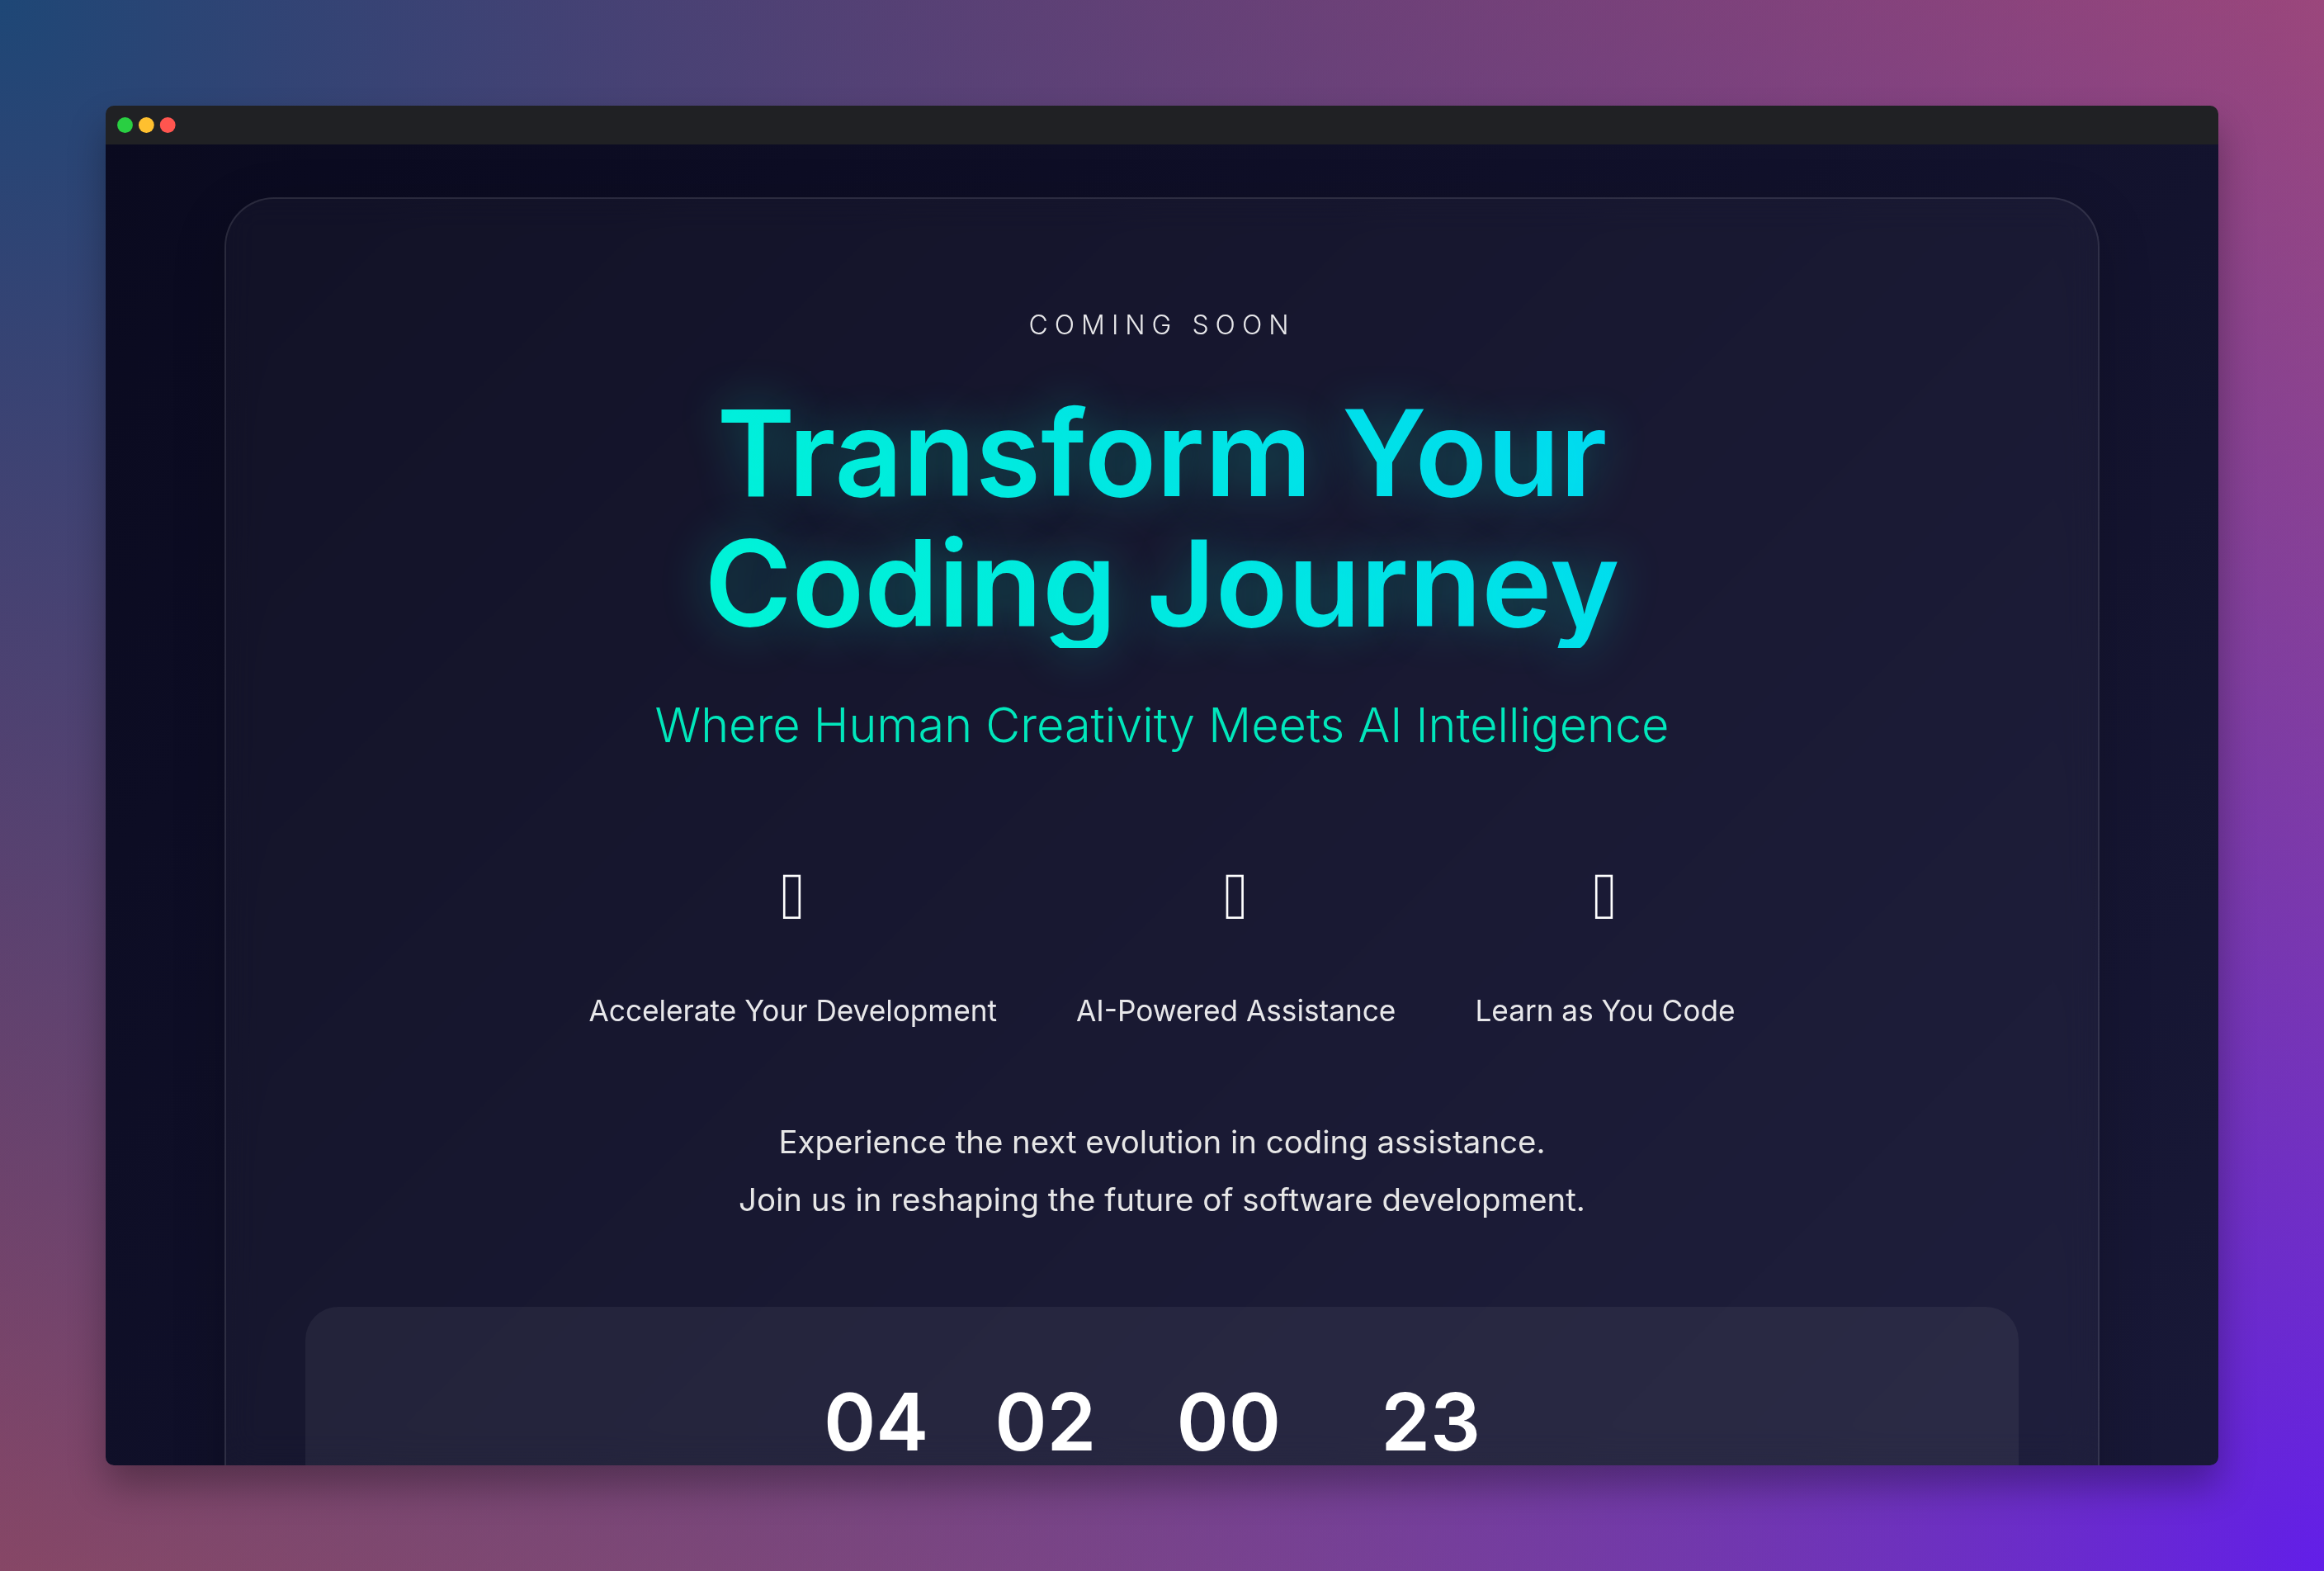 COMING SOON
Transform Your
Coding Journey
Where Human Creativity Meets AI Intelligence
Accelerate Your Development
AI-Powered Assistance
Learn as You Code
Experience the next evolution in coding assistance.
Join us in reshaping the future of software development.
04 02 00 23